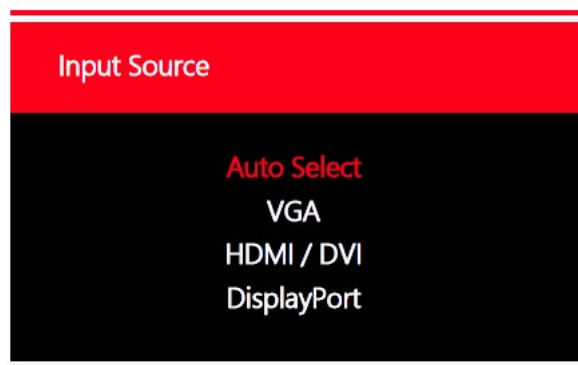 Input Source
Auto Select
VGA
HDMI / DVI
DisplayPort